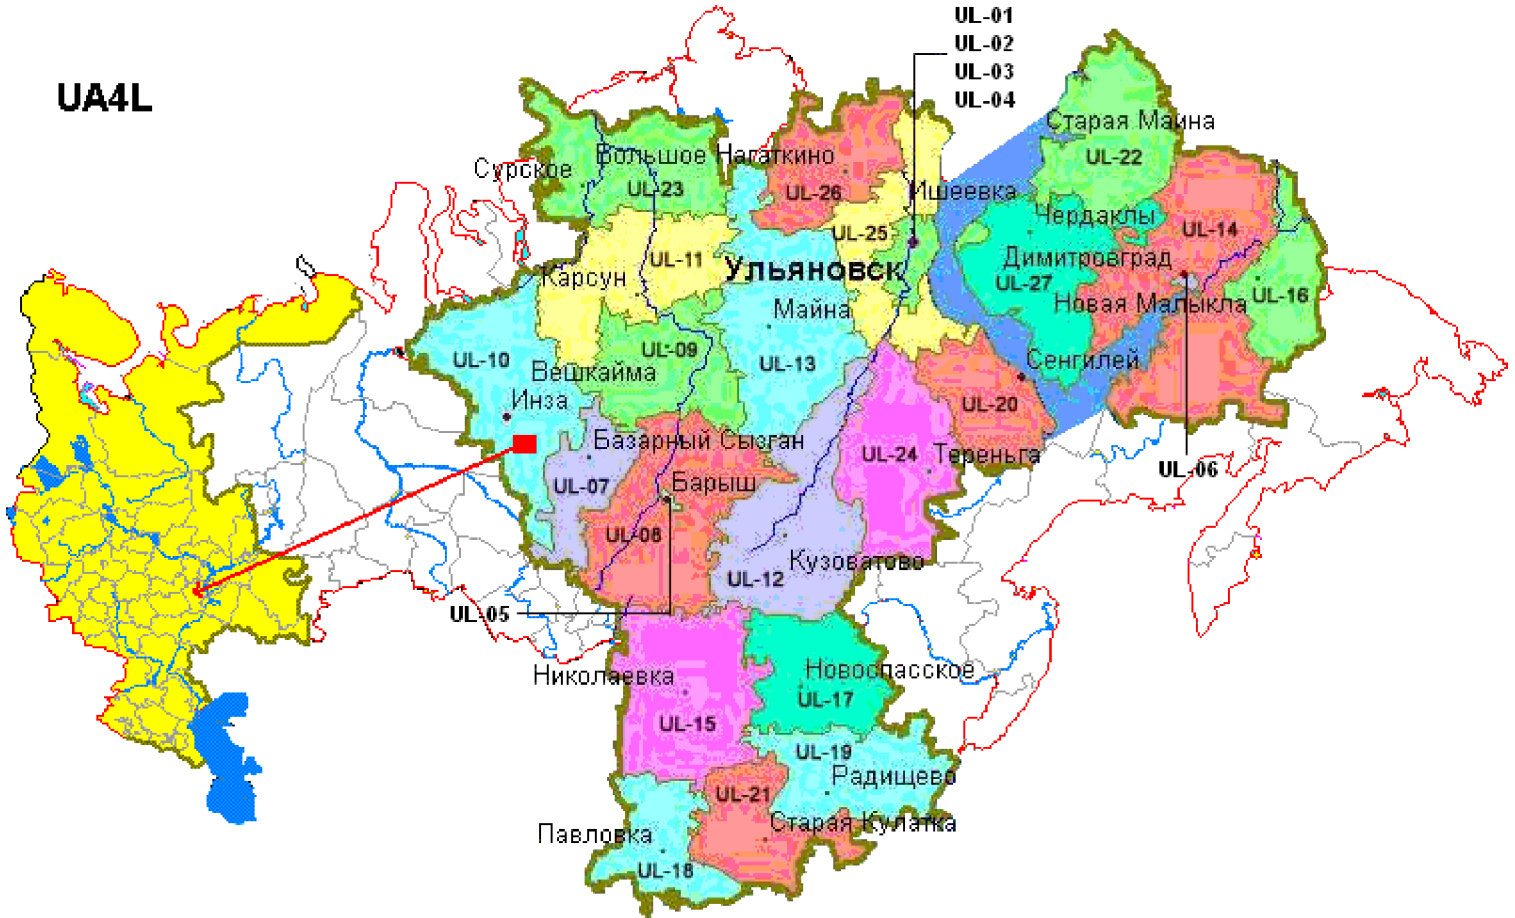 UL-01
UL-02
UL-03
UL-04
UA4L
Старая Маина
UL-22
Сурское
Большое Нагаткино
UL-23
UL-26
Ишеевка
Чердаклы
UL-14
UL-25
UL-11
Ульяновск
Димитровград
Карсун
UL-27
UL-16
Майна
Новая Малыкла
UL-10
UL-09
UL-13
Сенгилей
Вешкайма
Инза
UL-20
Базарный Сызган
UL-24
Тереньга
UL-06
UL-07
Барыш
UL-08
Кузоватово
UL-12
UL-05
Николаевка
Новоспасское
UL-17
UL-15
UL-19
Радищево
UL-21
Старая Кулатка
Павловка
UL-18